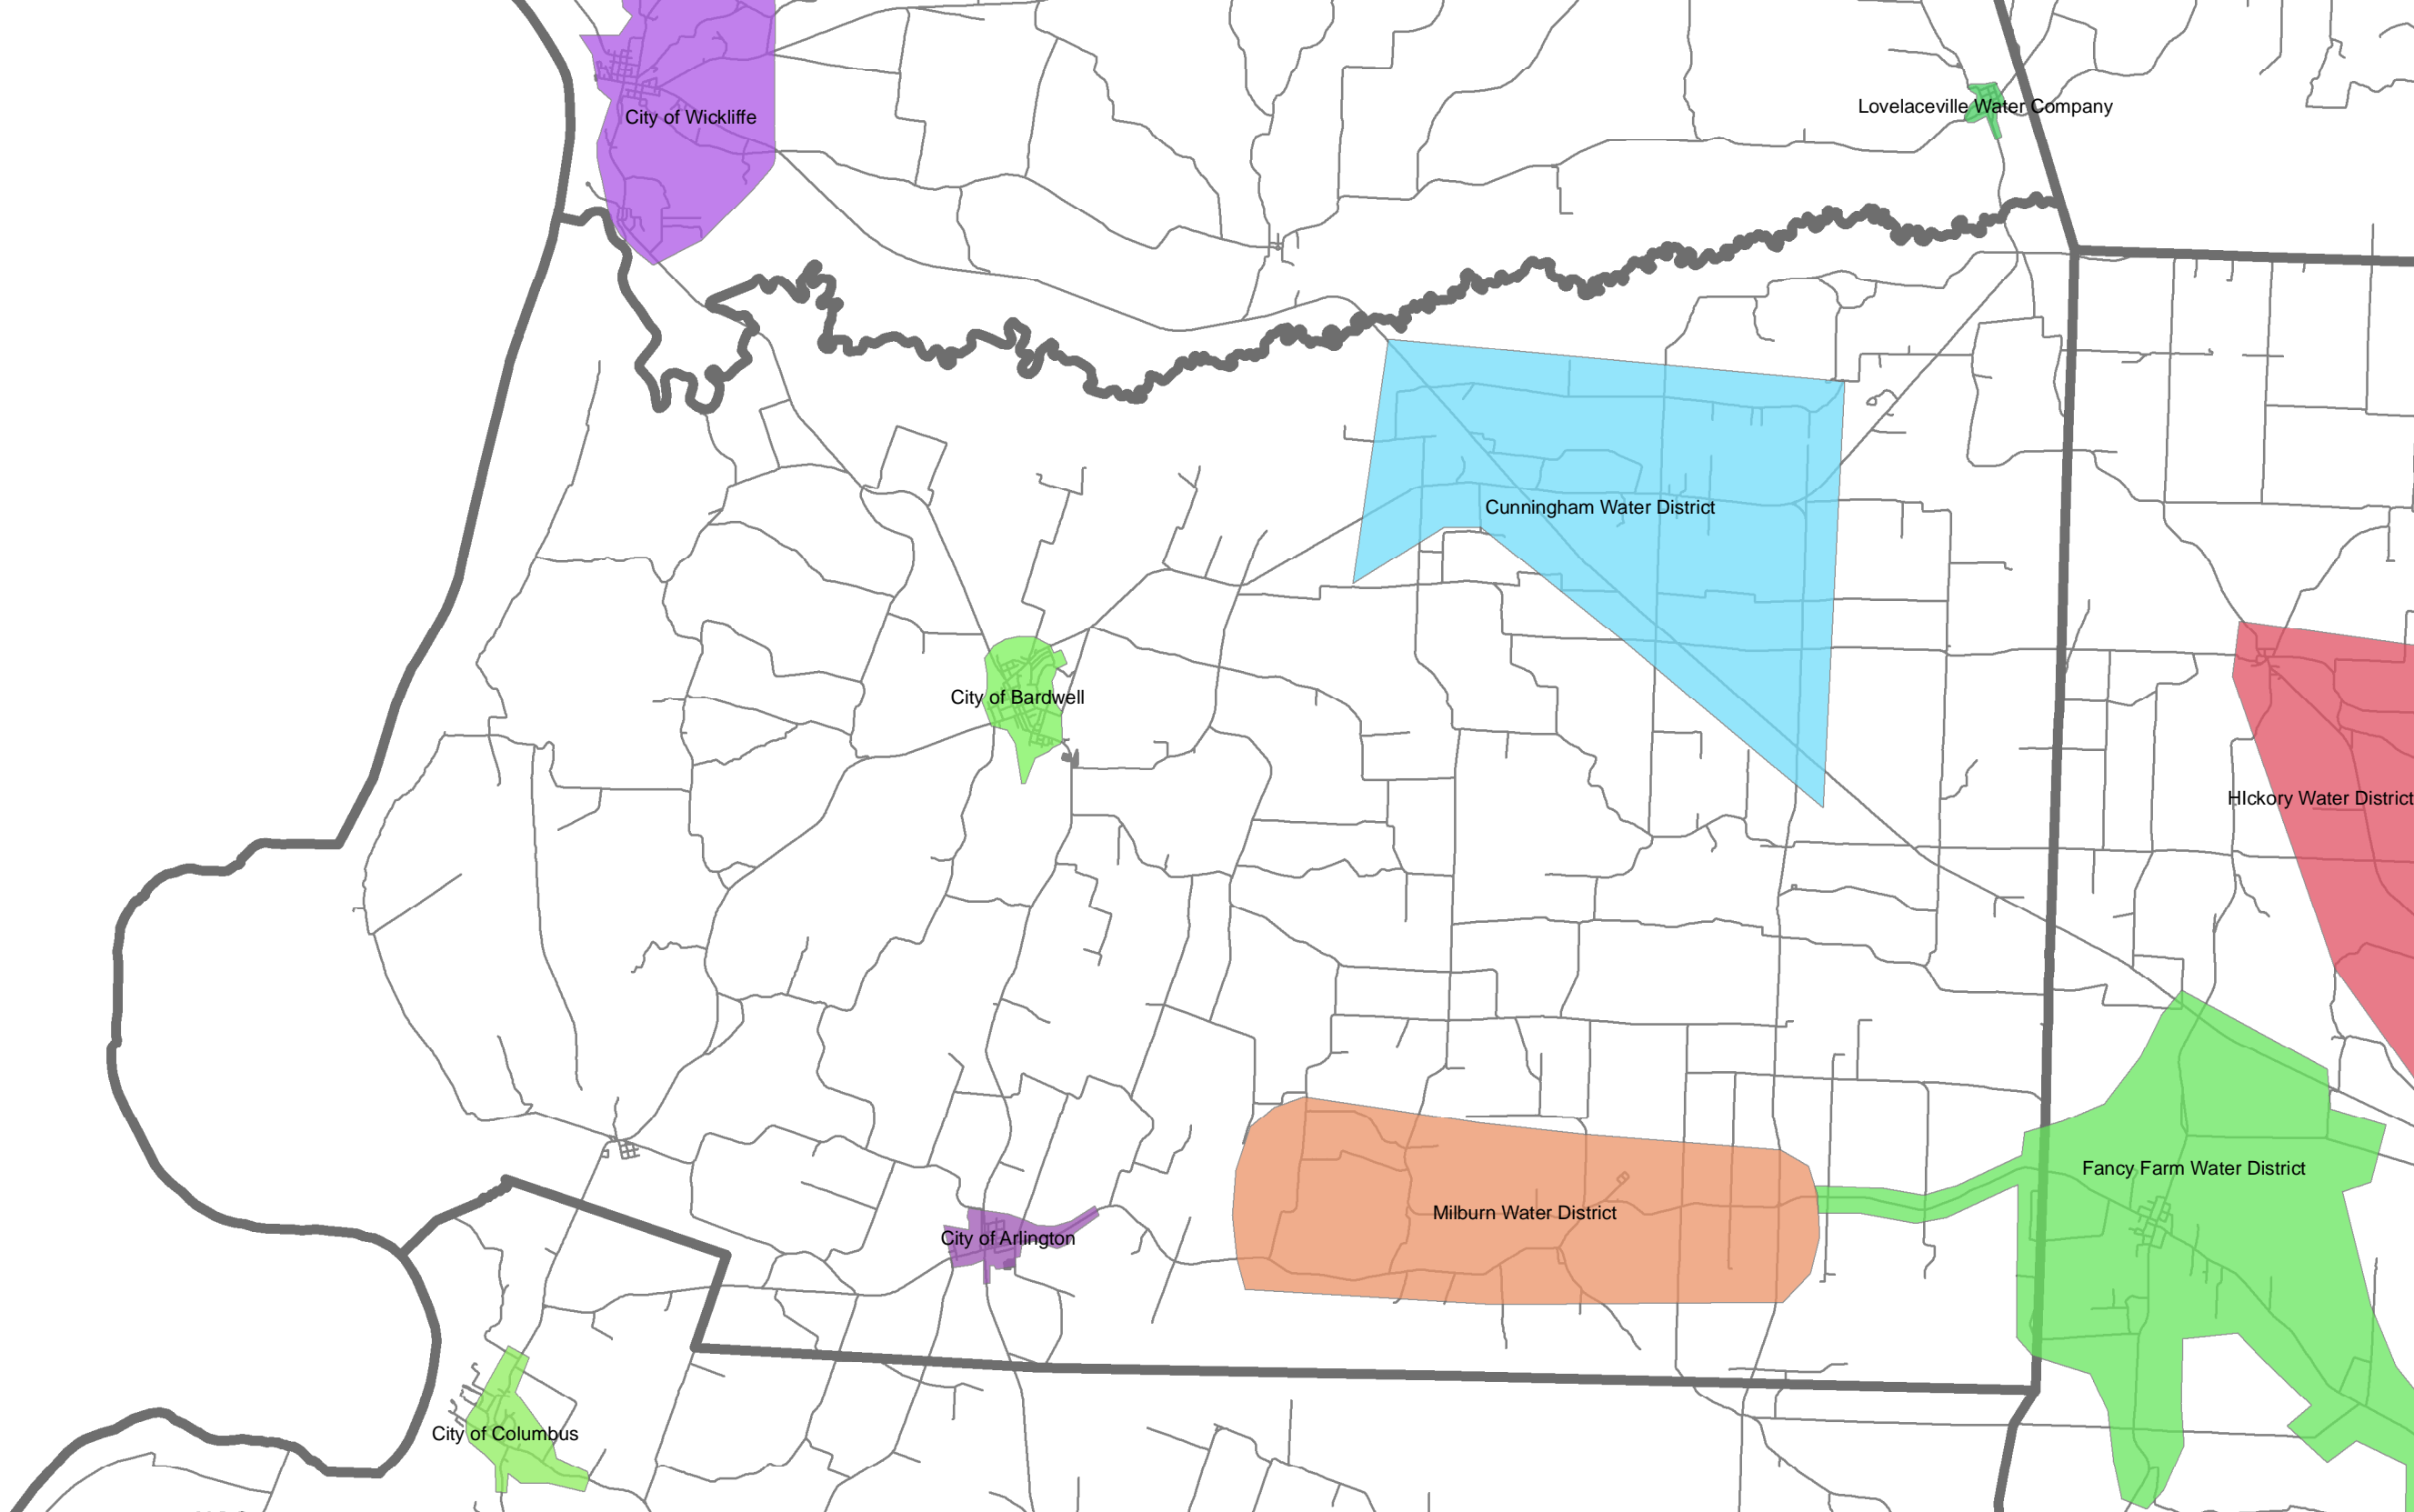 Lovelaceville Water Company
City of Wickliffe
Cunningham Water District
City of Bardwell
HIckory Water District
Fancy Farm Water District
Milburn Water District
City of Arlington
City of Columbus